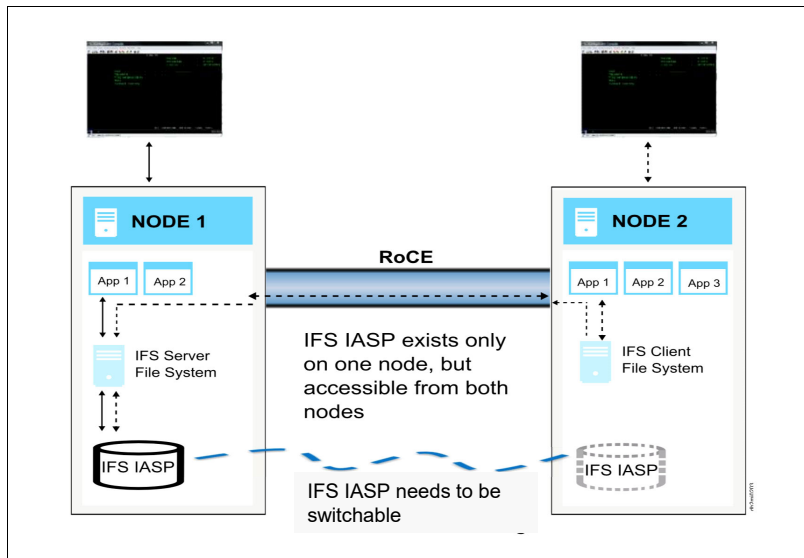 NODE 1
NODE 2
RoCE
App 1
App 2
App 1
App 2
App 3
IFS Server
File System
IFS IASP exists only
on one node, but
accessible from both
nodes
IFS Client
File System
IFS IASP
IFS IASP
IFS IASP needs to be
switchable